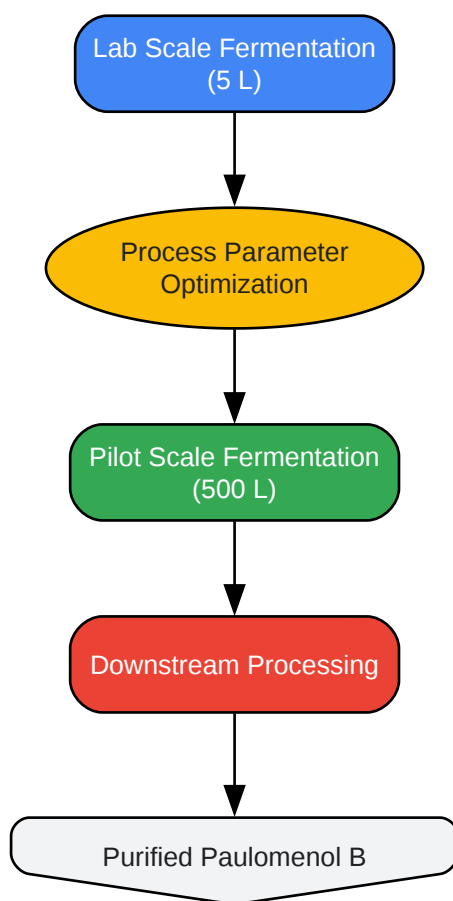 Lab Scale Fermentation
(5 L)
Process Parameter
Optimization
Pilot Scale Fermentation
(500 L)
Downstream Processing
Purified Paulomenol B